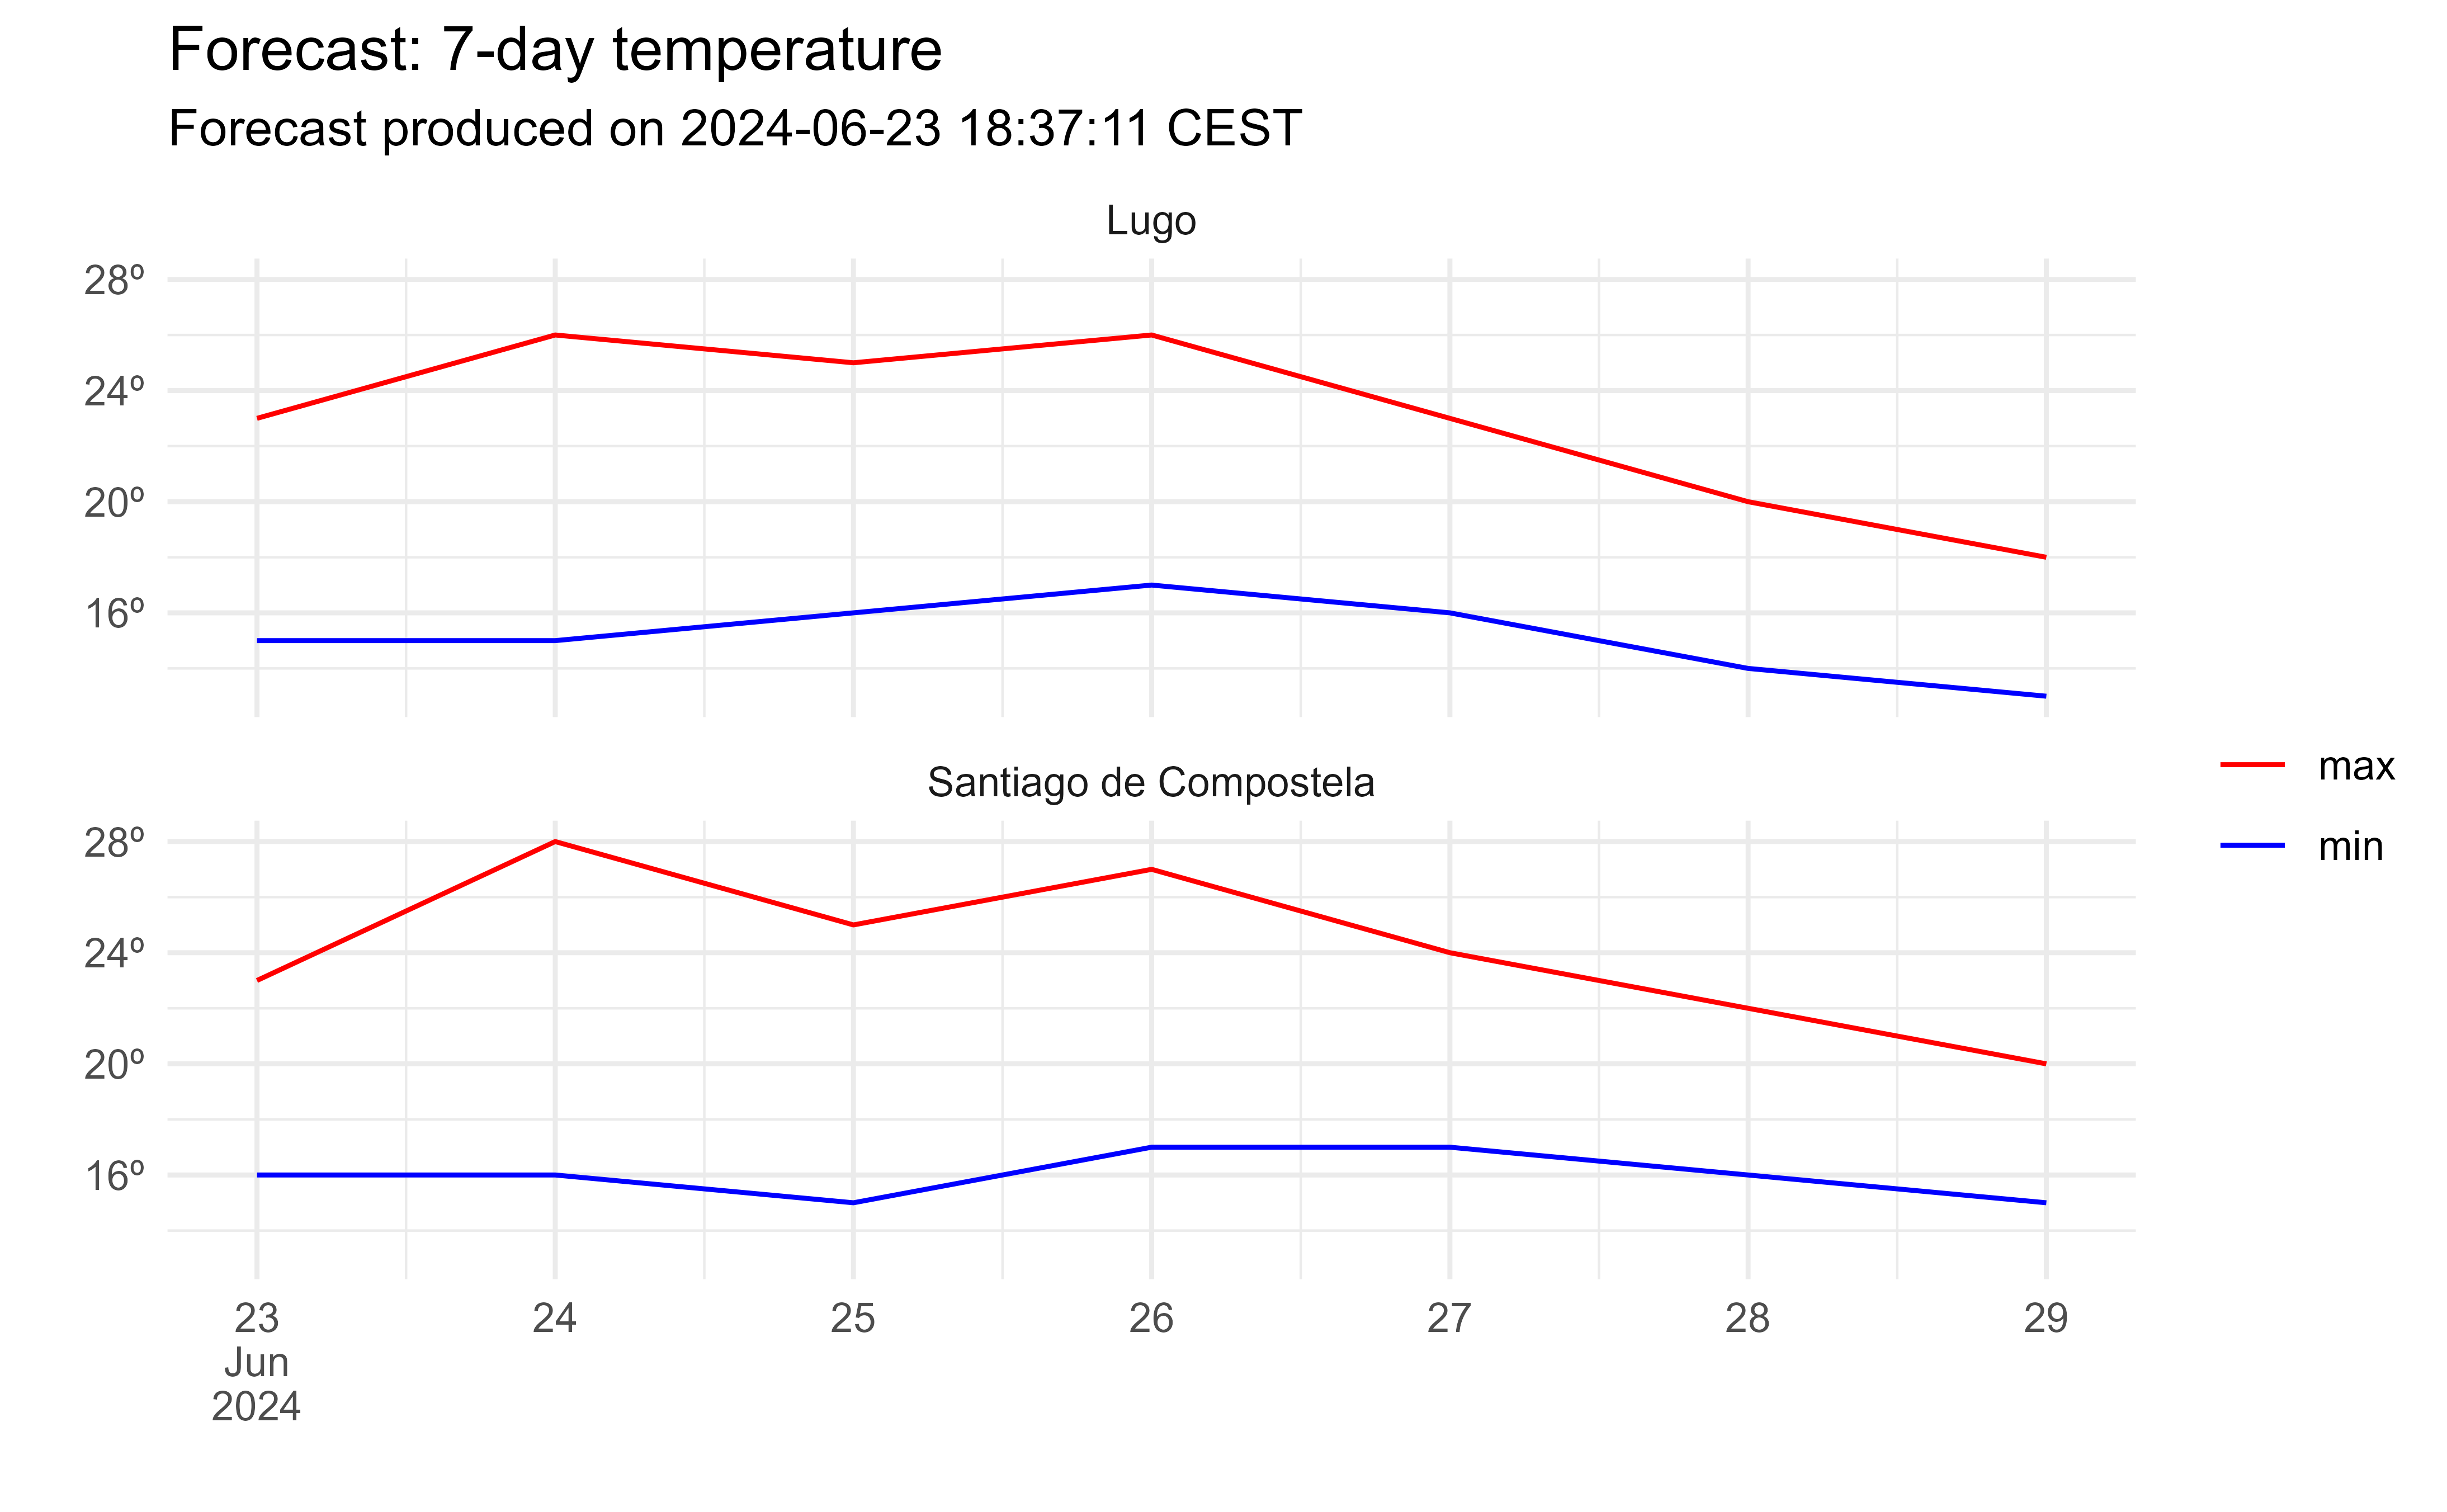 Forecast: 7-day temperature
Forecast produced on 2024-06-23 18:37:11 CEST
Lugo
28º
24º
20º
16º
Santiago de Compostela
28º
24º
20º
16º
max
min
23 24 25 26 27 28 29
Jun
2024